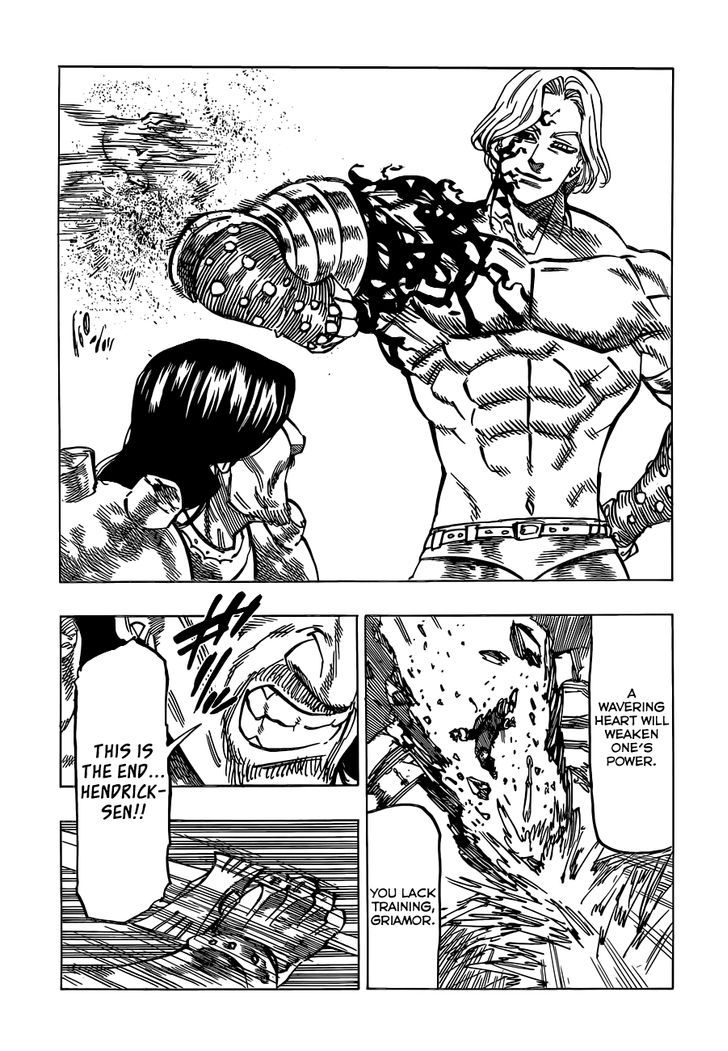 A
WAVERING
HEART WILL
WEAKEN
ONE'S
POWER.
YOU LACK
TRAINING,
GRIAMOR.
THIS IS
THE END...
HENDRICK-
SEN!!